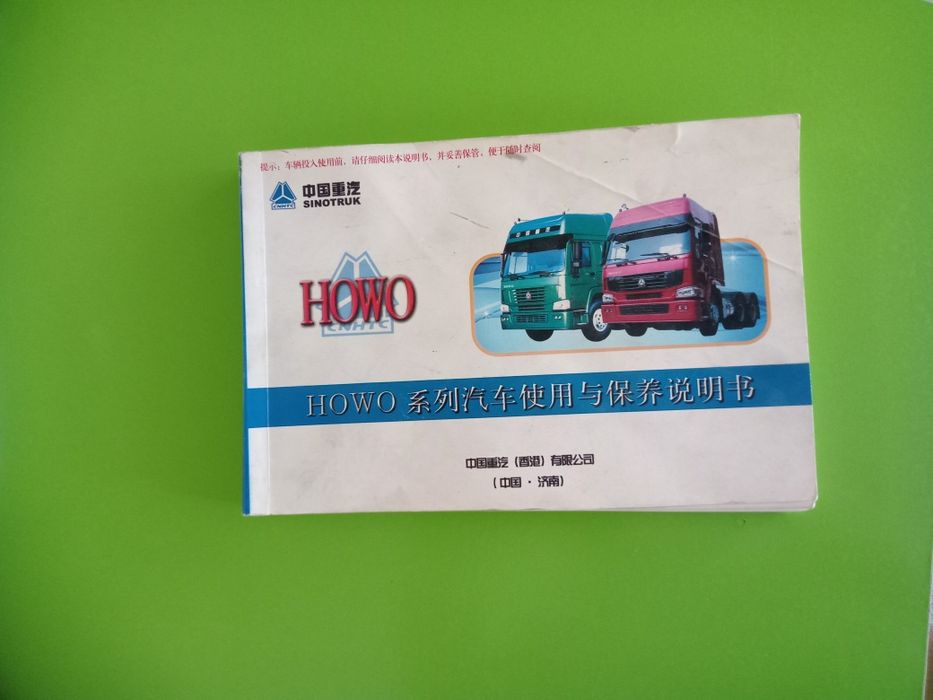 提示：车辆投入使用前，请仔细阅读本说明书，并妥善保管，便于随时查阅
中国重汽
SINOTRUK
CNHTC
HOWO
CNHTC
HOWO 系列汽车使用与保养说明书
中国重汽（香港）有限公司
（中国·济南）